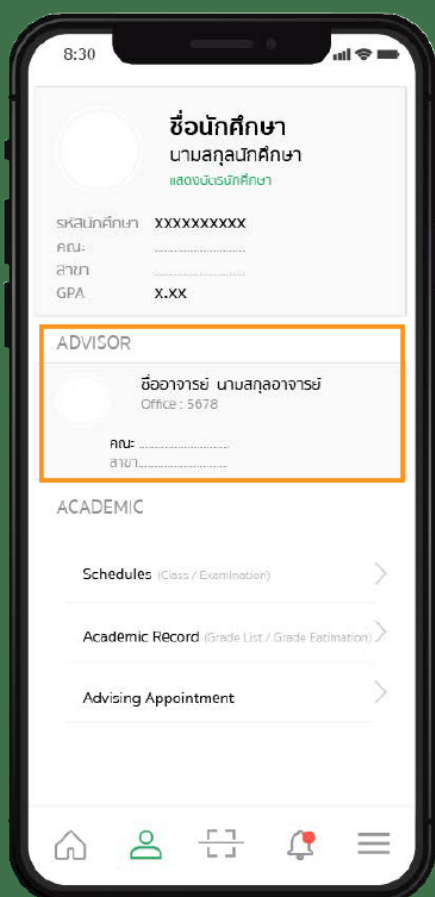 8:30
ชื่อนักศึกษา
นามสกุลนักศึกษา
แสดงบัตรนักศึกษา
รหัสนักศึกษา XXXXXXXXXX
คณะ ........................
สาขา ........................
GPA X.XX
ADVISOR
ชื่ออาจารย์ นามสกุลอาจารย์
Office : 5678
คณะ ........................
สาขา........................
ACADEMIC
Schedules (Class / Examination)
Academic Record (Grade List / Grade Eatimation)
Advising Appointment